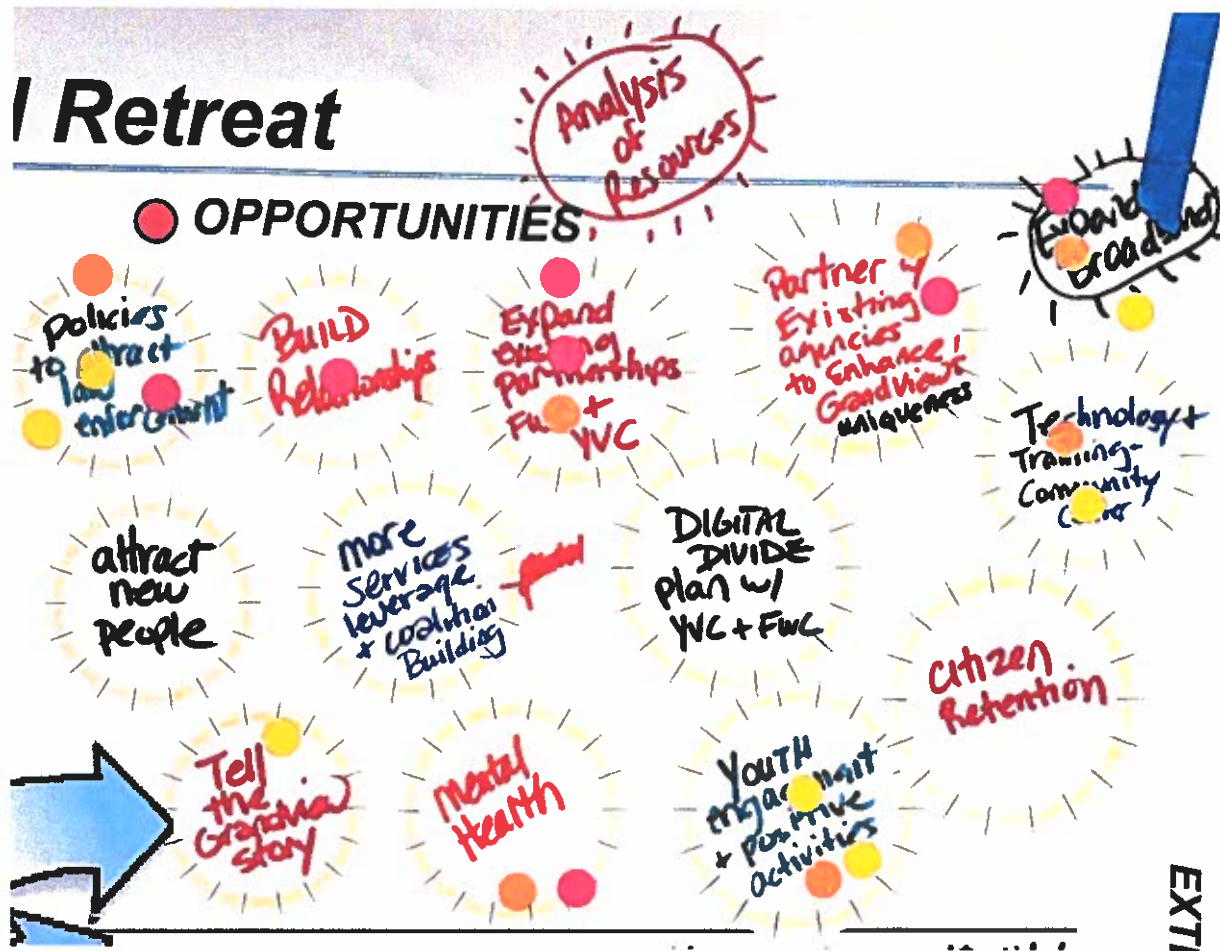 Retreat
Analysis
of
Resources
OPPORTUNITIES
Expand
Broadband
Policies
to attract
law
enforcement
BUILD
Relationships
Expand
existing
partnerships
+
YVC
Partner w/
Existing
agencies
to Enhance
GrandViews
uniqueness
Technology +
Training-
Community
attract
new
people
more
services
leverage
+ coalition
Building
DIGITAL
DIVIDE
plan w/
YVC + FWC
citizen
Retention
Tell
the
Grandview
Story
Mental
Health
YOUTH
engagement
+ positive
activities